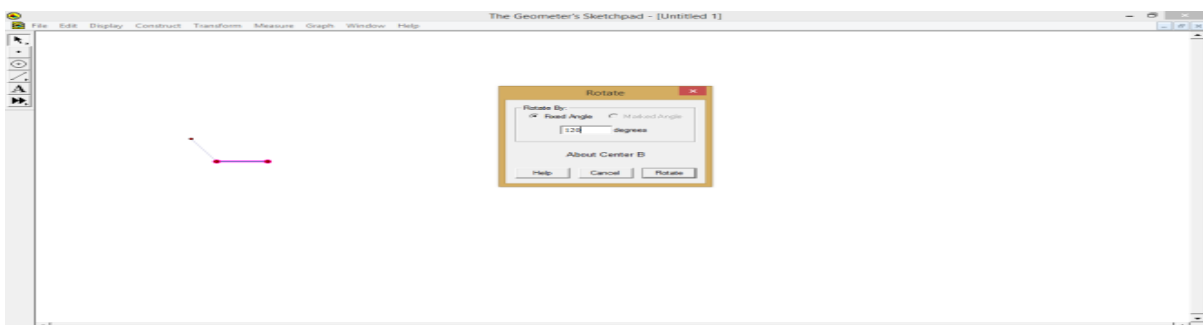 The Geometer's Sketchpad - [Untitled 1]
File Edit Display Construct Transform Measure Graph Window Help
A
Rotate
Rotate By:
Fixed Angle Marked Angle
120 degrees
About Center B
Help Cancel Rotate